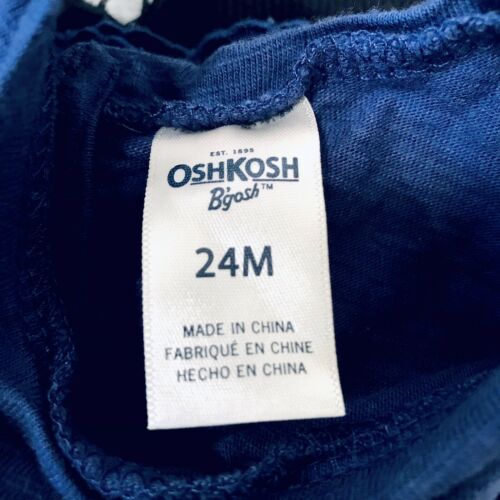 EST. 1895
OSHKOSH
B'gosh™
24M
MADE IN CHINA
FABRIQUÉ EN CHINE
HECHO EN CHINA